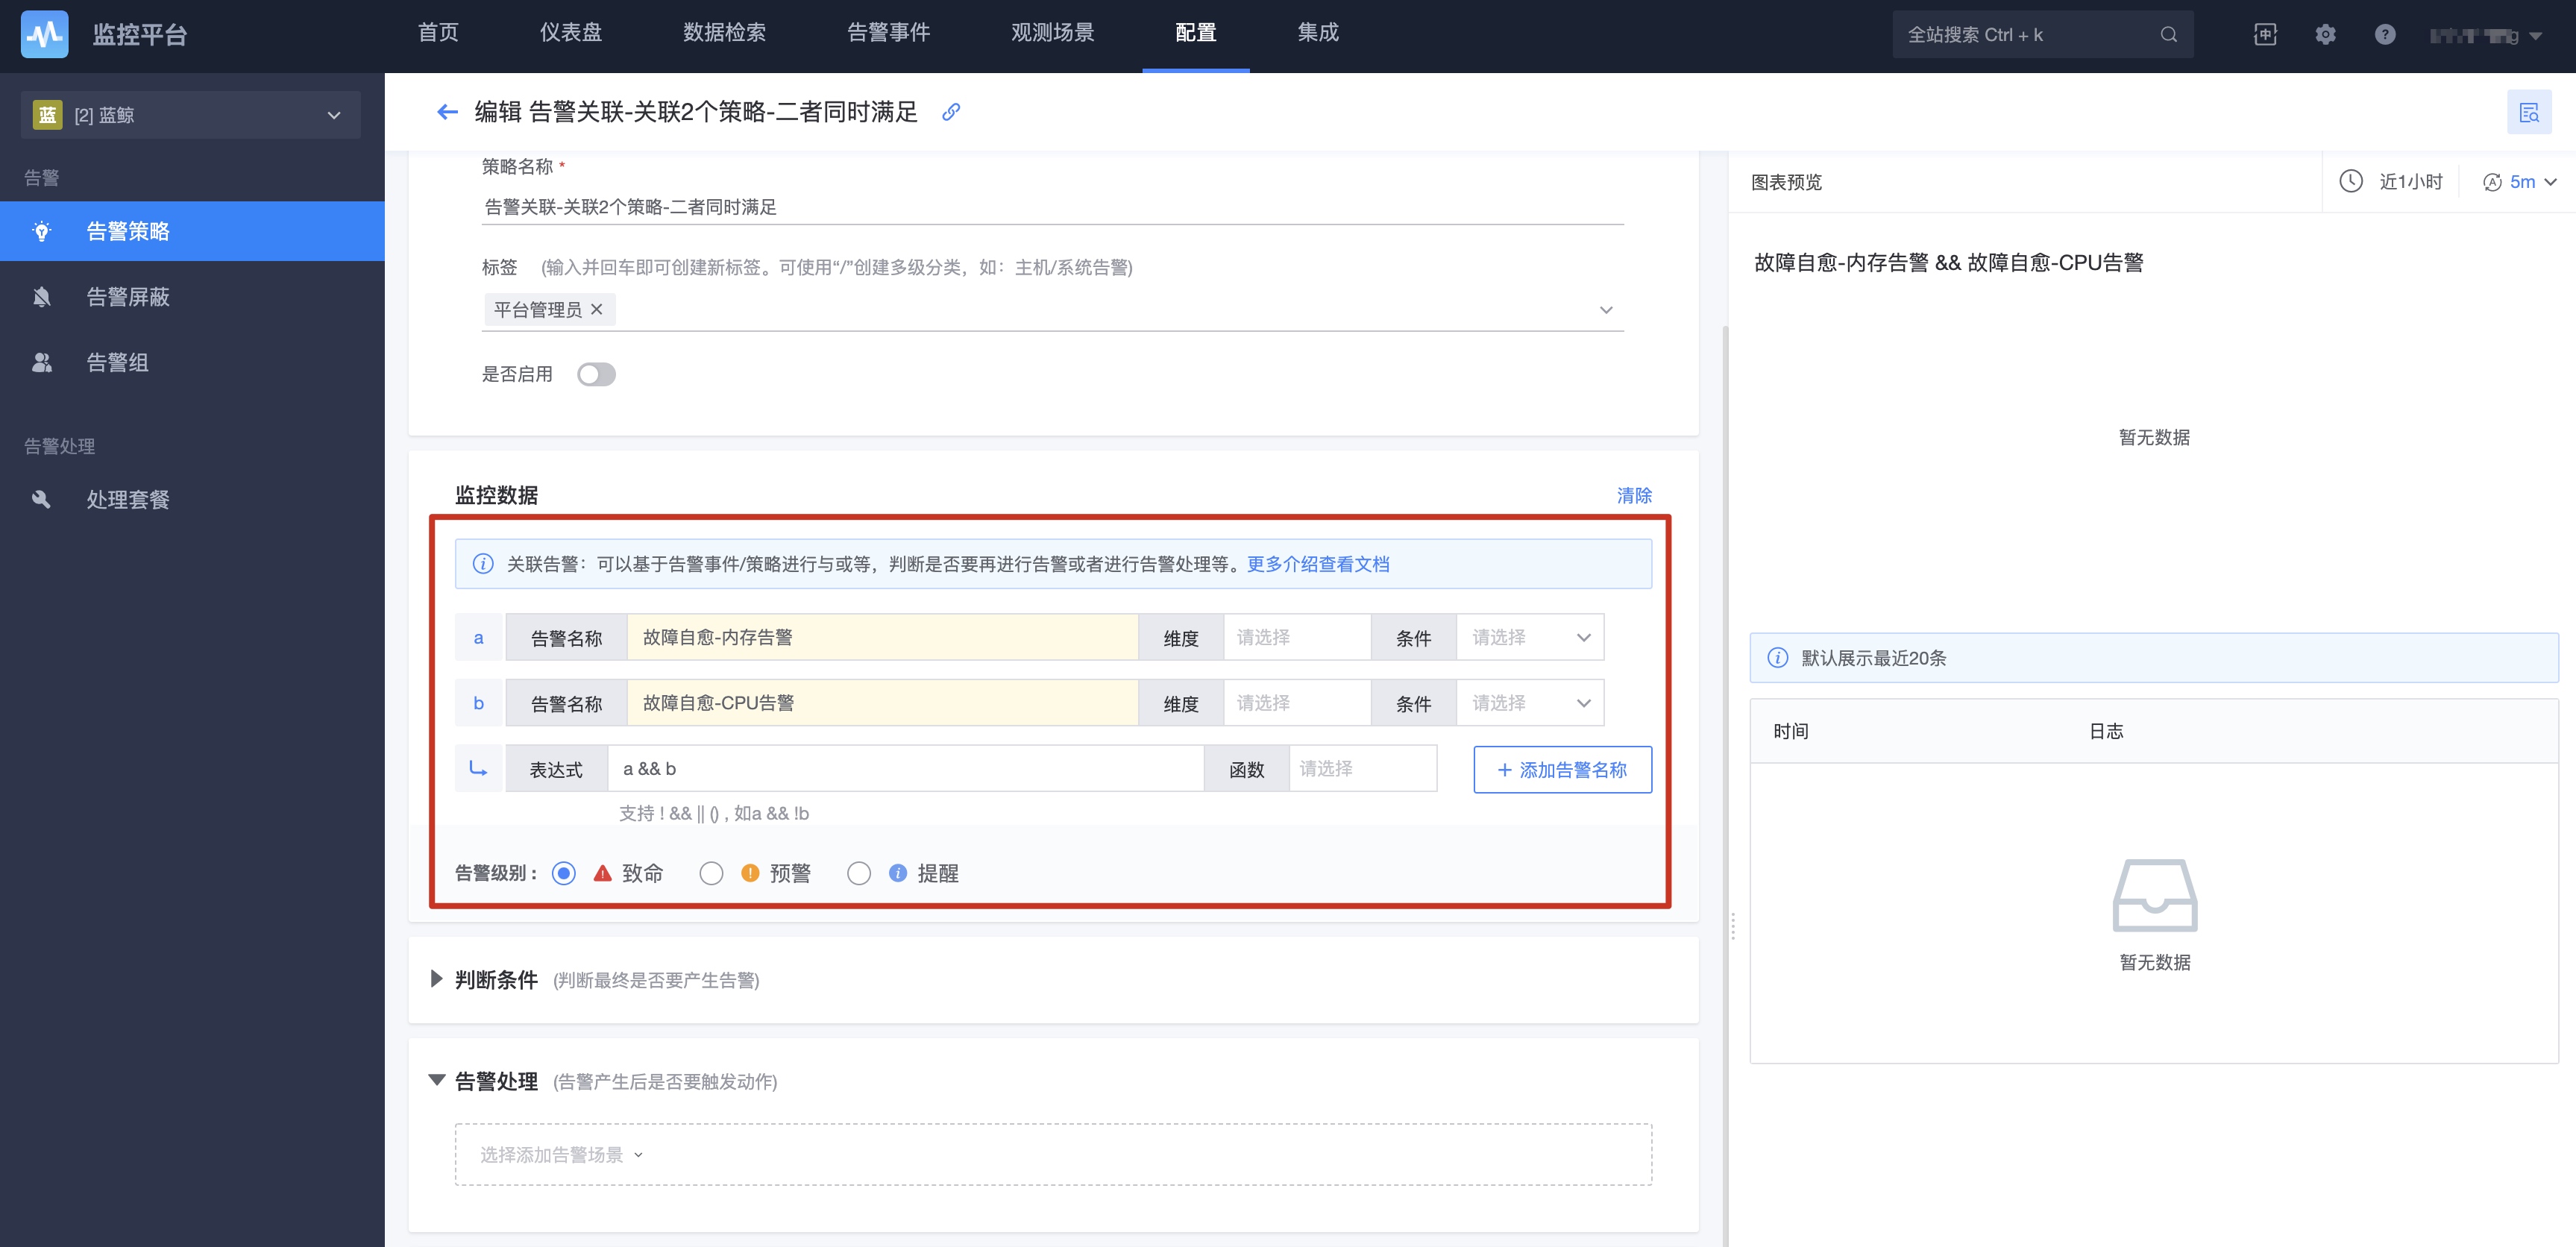 监控平台
首页 仪表盘 数据检索 告警事件 观测场景 配置 集成
全站搜索 Ctrl + k
中
蓝 [2] 蓝鲸
告警
告警策略
告警屏蔽
告警组
告警处理
处理套餐
编辑 告警关联-关联2个策略-二者同时满足
策略名称 *
告警关联-关联2个策略-二者同时满足
标签 (输入并回车即可创建新标签。可使用“/”创建多级分类，如：主机/系统告警)
平台管理员 ×
是否启用
监控数据 清除
关联告警：可以基于告警事件/策略进行与或等，判断是否要再进行告警或者进行告警处理等。更多介绍查看文档
a 告警名称 故障自愈-内存告警 维度 请选择 条件 请选择
b 告警名称 故障自愈-CPU告警 维度 请选择 条件 请选择
表达式 a && b 函数 请选择 + 添加告警名称
支持 ! && || () , 如a && !b
告警级别 : 致命 预警 提醒
判断条件 (判断最终是否要产生告警)
告警处理 (告警产生后是否要触发动作)
选择添加告警场景
图表预览 近1小时 5m
故障自愈-内存告警 && 故障自愈-CPU告警
暂无数据
默认展示最近20条
时间 日志
暂无数据